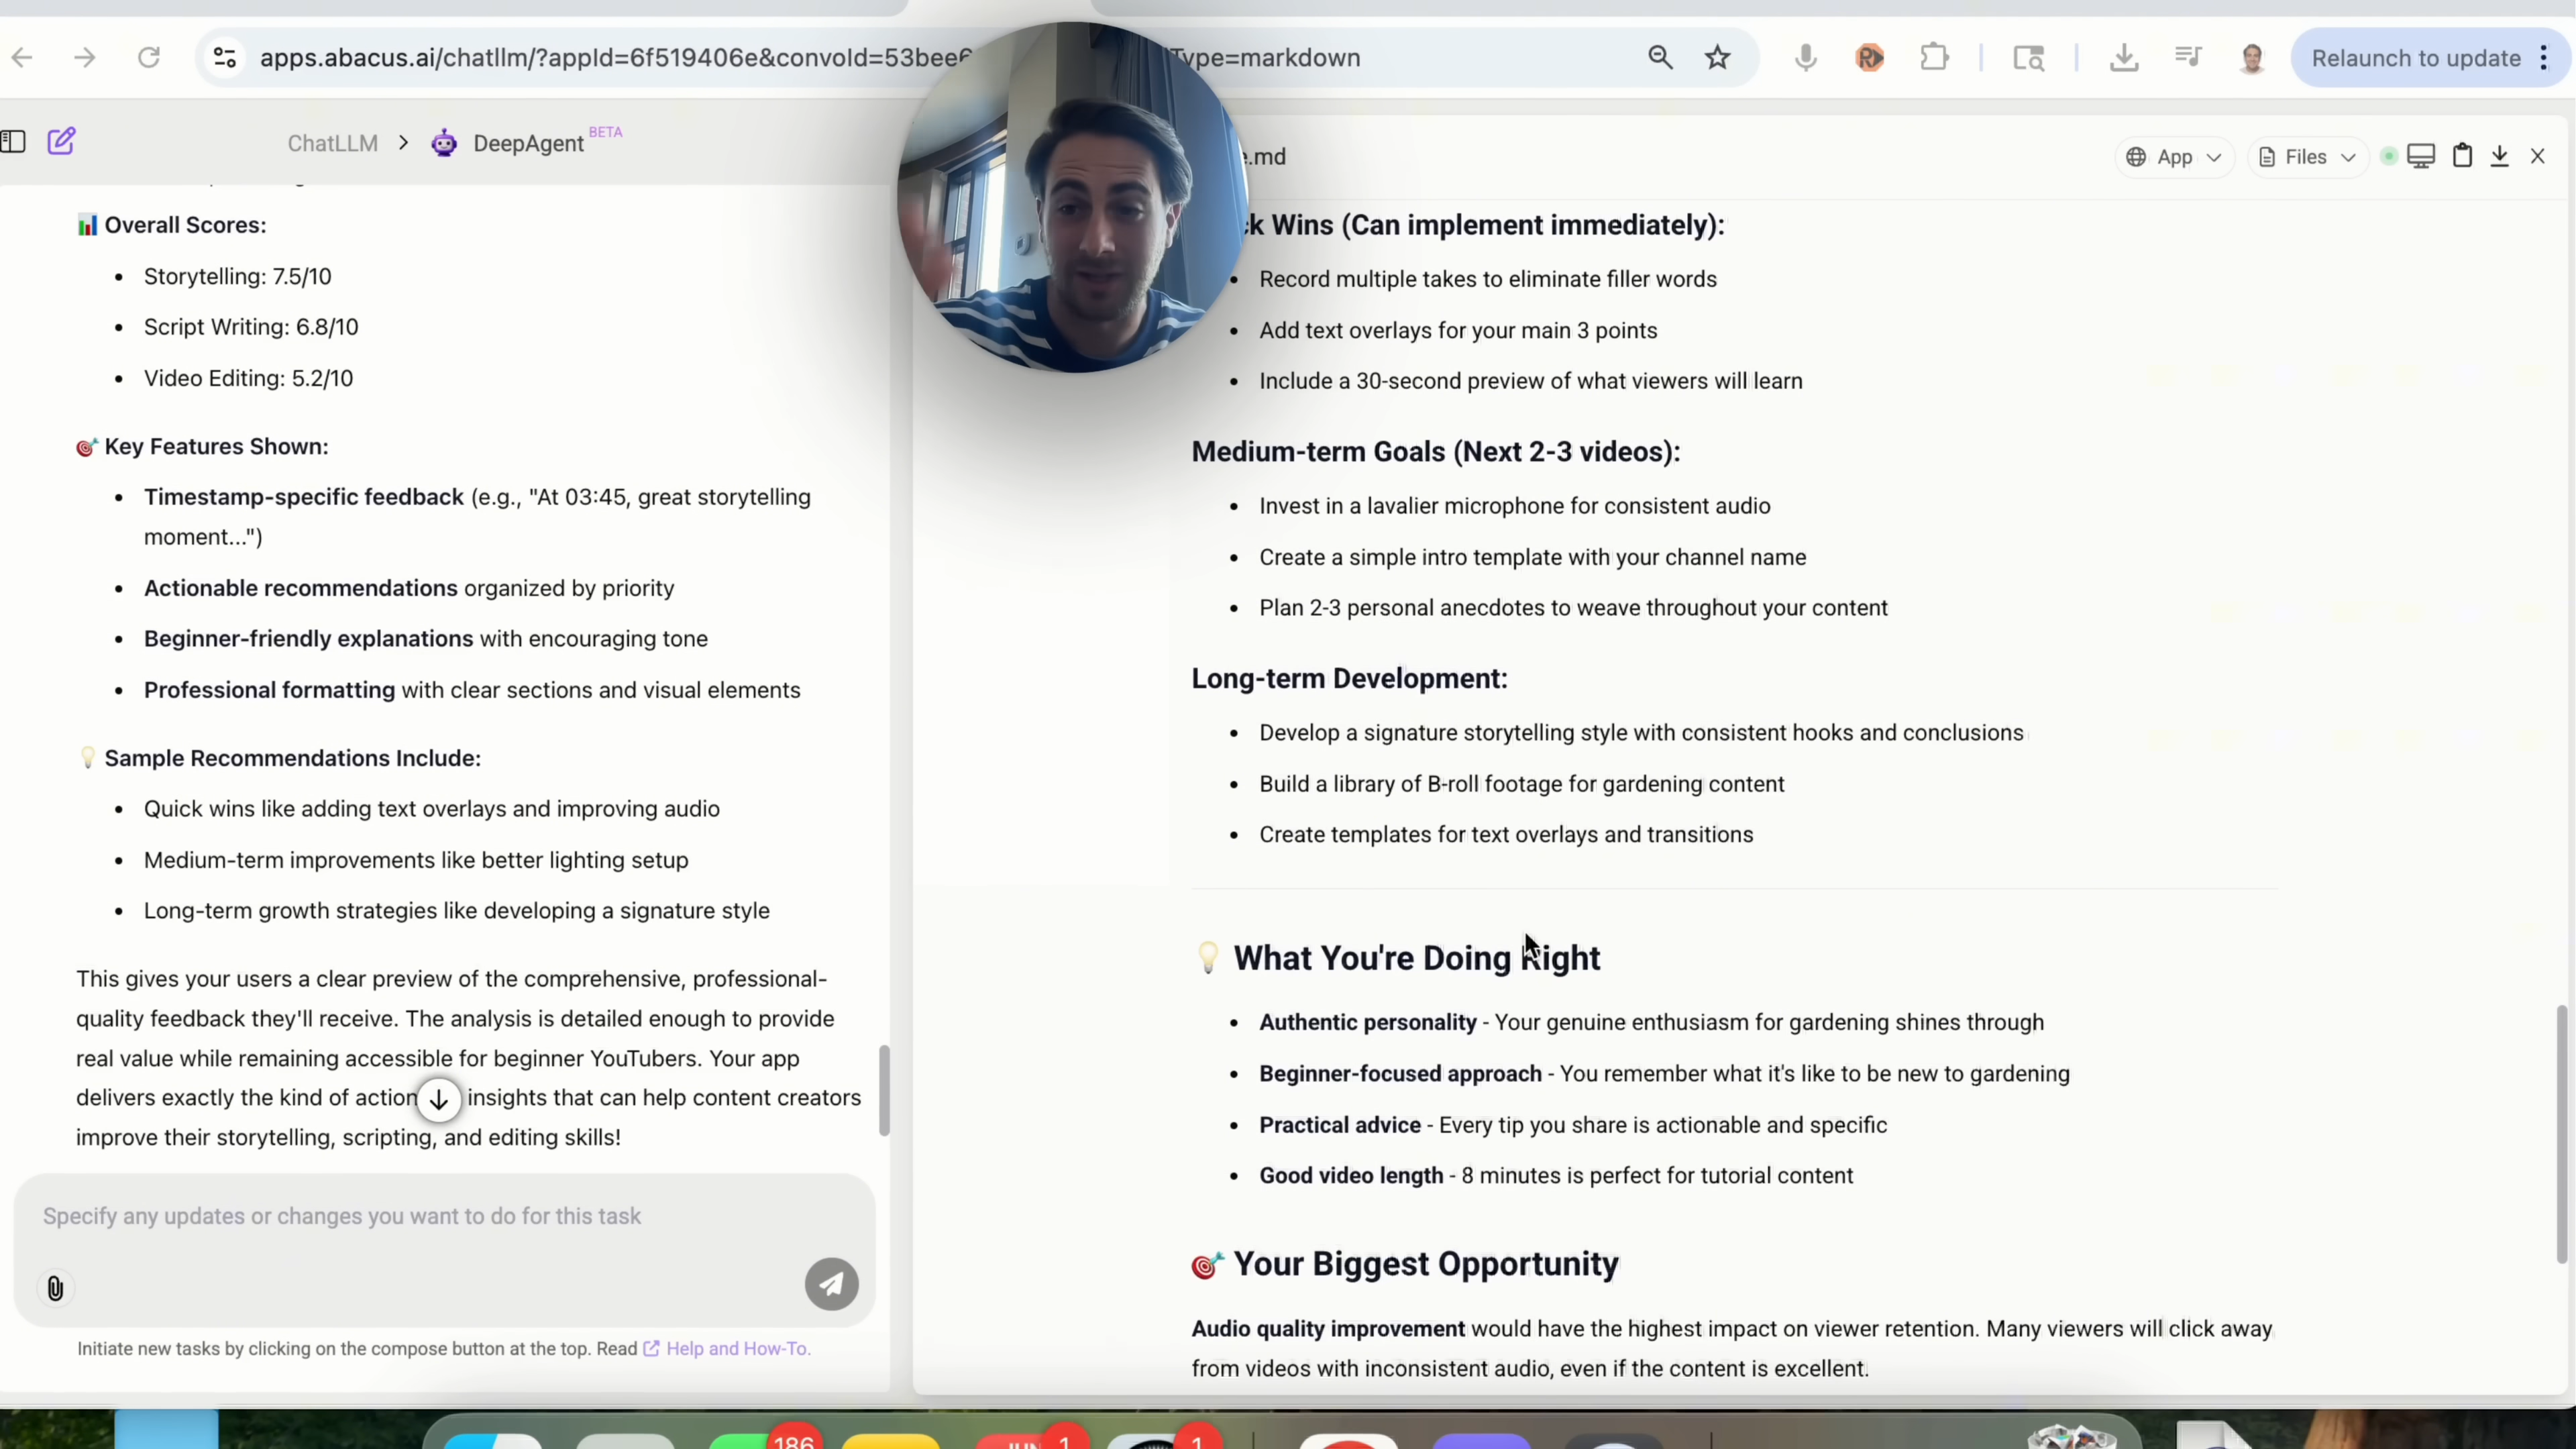 apps.abacus.ai/chatllm/?appId=6f519406e&convoId=53bee6
Type=markdown
Relaunch to update
ChatLLM > DeepAgent BETA
.md
App
Files
📊 Overall Scores:
• Storytelling: 7.5/10
• Script Writing: 6.8/10
• Video Editing: 5.2/10
🎯 Key Features Shown:
• Timestamp-specific feedback (e.g., "At 03:45, great storytelling
moment...")
• Actionable recommendations organized by priority
• Beginner-friendly explanations with encouraging tone
• Professional formatting with clear sections and visual elements
💡 Sample Recommendations Include:
• Quick wins like adding text overlays and improving audio
• Medium-term improvements like better lighting setup
• Long-term growth strategies like developing a signature style
This gives your users a clear preview of the comprehensive, professional-
quality feedback they'll receive. The analysis is detailed enough to provide
real value while remaining accessible for beginner YouTubers. Your app
delivers exactly the kind of action insights that can help content creators
improve their storytelling, scripting, and editing skills!
Specify any updates or changes you want to do for this task
Initiate new tasks by clicking on the compose button at the top. Read Help and How-To.
ck Wins (Can implement immediately):
• Record multiple takes to eliminate filler words
• Add text overlays for your main 3 points
• Include a 30-second preview of what viewers will learn
Medium-term Goals (Next 2-3 videos):
• Invest in a lavalier microphone for consistent audio
• Create a simple intro template with your channel name
• Plan 2-3 personal anecdotes to weave throughout your content
Long-term Development:
• Develop a signature storytelling style with consistent hooks and conclusions
• Build a library of B-roll footage for gardening content
• Create templates for text overlays and transitions
💡 What You're Doing Right
• Authentic personality - Your genuine enthusiasm for gardening shines through
• Beginner-focused approach - You remember what it's like to be new to gardening
• Practical advice - Every tip you share is actionable and specific
• Good video length - 8 minutes is perfect for tutorial content
🎯 Your Biggest Opportunity
Audio quality improvement would have the highest impact on viewer retention. Many viewers will click away
from videos with inconsistent audio, even if the content is excellent.
186
1
1